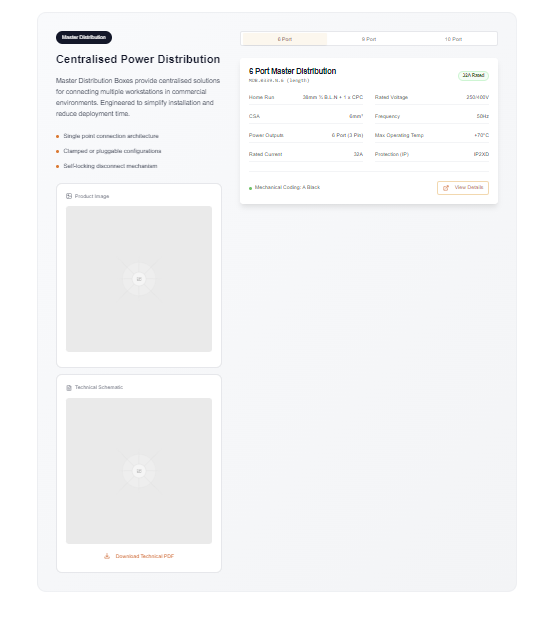 Master Distribution
Centralised Power Distribution
Master Distribution Boxes provide centralised solutions
for connecting multiple workstations in commercial
environments. Engineered to simplify installation and
reduce deployment time.
Single point connection architecture
Clamped or pluggable configurations
Self-locking disconnect mechanism
Product Image
Technical Schematic
Download Technical PDF
6 Port
8 Port
10 Port
6 Port Master Distribution
(length)
32A Rated
Home Run 38mm ½ B.L.N + 1 x CPC
Rated Voltage 250/400V
CSA 6mm²
Frequency 50Hz
Power Outputs 6 Port (3 Pin)
Max Operating Temp +70°C
Rated Current 32A
Protection (IP) IP2XD
Mechanical Coding: A Black
View Details